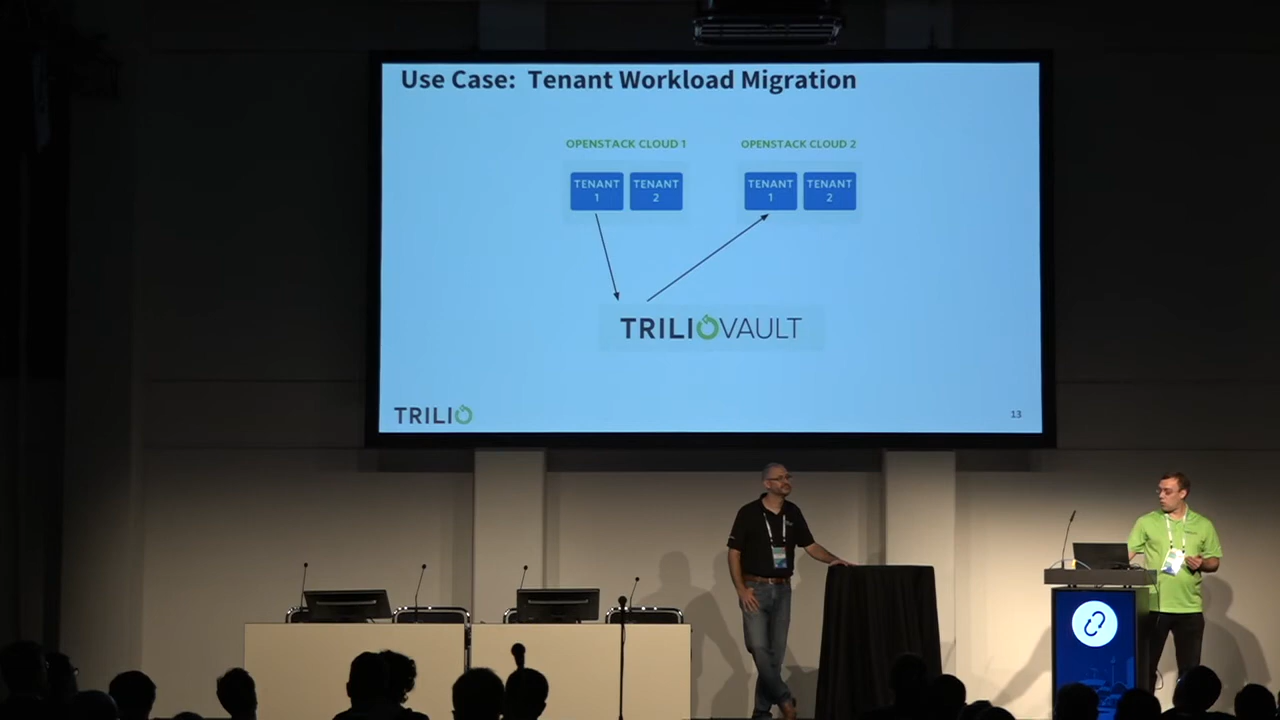 Use Case: Tenant Workload Migration
OPENSTACK CLOUD 1
OPENSTACK CLOUD 2
TENANT
1
TENANT
2
TENANT
1
TENANT
2
TRILIOVAULT
TRILIO
13